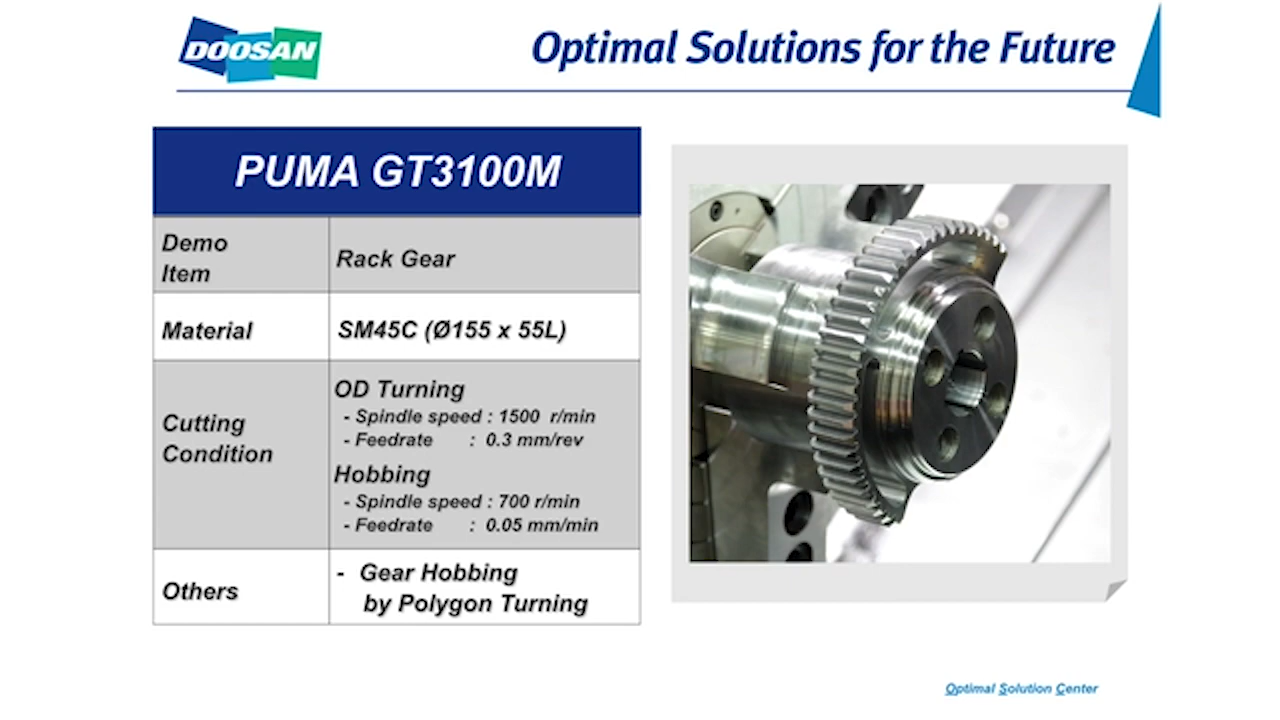 DOOSAN
Optimal Solutions for the Future
PUMA GT3100M
Demo
Item
Rack Gear
Material
SM45C (Ø155 x 55L)
Cutting
Condition
OD Turning
- Spindle speed : 1500 r/min
- Feedrate : 0.3 mm/rev
Hobbing
- Spindle speed : 700 r/min
- Feedrate : 0.05 mm/min
Others
- Gear Hobbing
by Polygon Turning
Optimal Solution Center